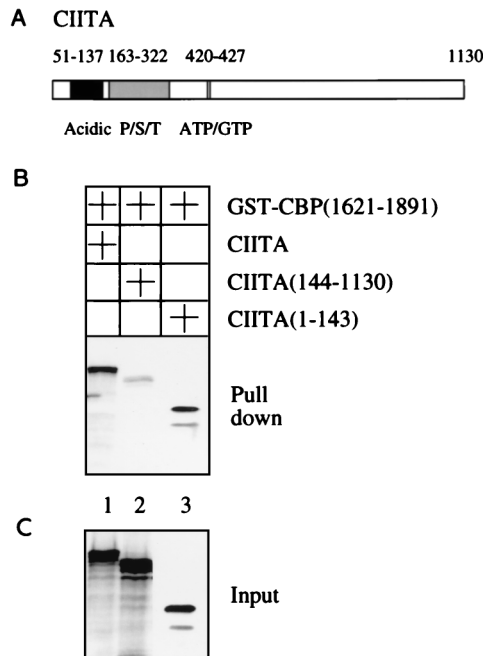 A
CIITA
51-137 163-322 420-427 1130
Acidic P/S/T ATP/GTP
B
+ + + GST-CBP(1621-1891)
+ CIITA
+ CIITA(144-1130)
+ CIITA(1-143)
Pull
down
1 2 3
C
Input